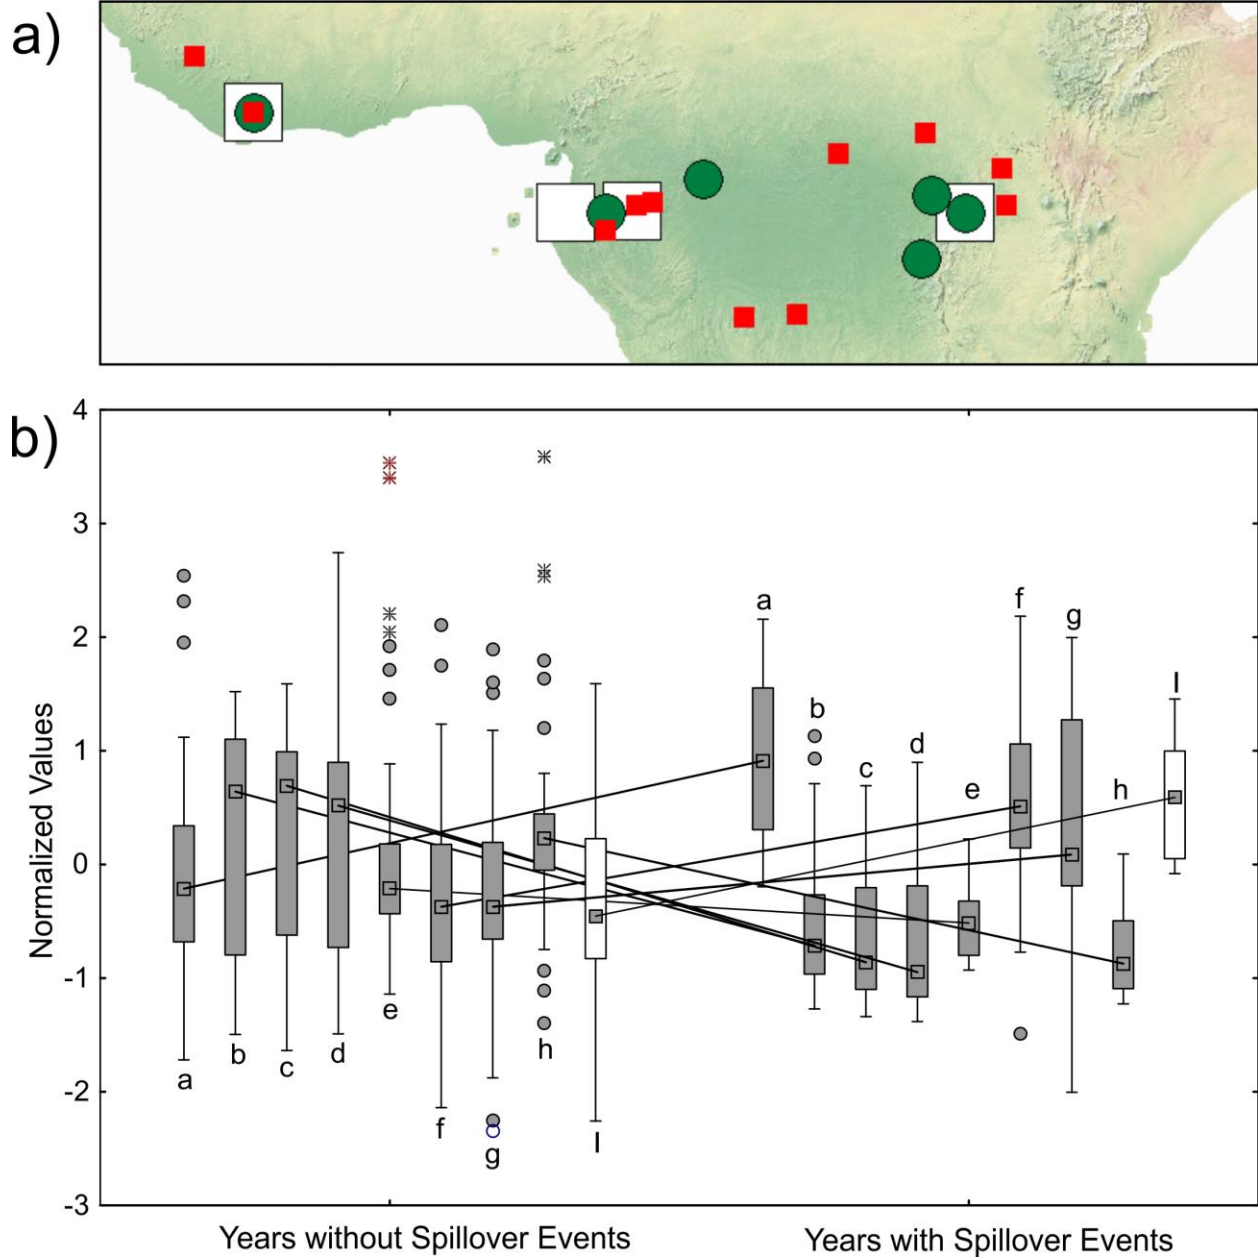 a)
b)
4
3
2
1
0
-1
-2
-3
Normalized Values
a
b
c
d
e
f
g
h
I
a
b
c
d
e
f
g
h
I
Years without Spillover Events
Years with Spillover Events